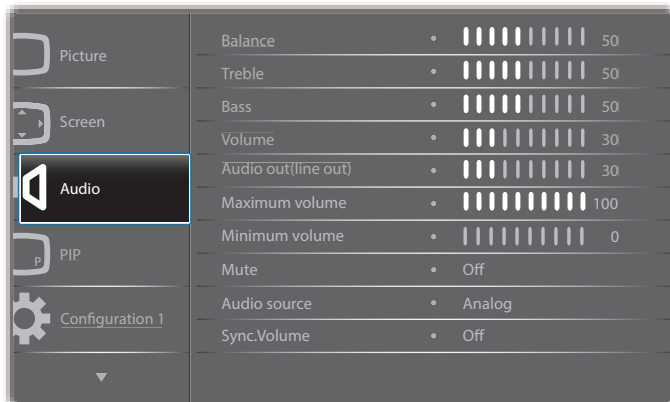 Picture
Screen
Audio
P
PIP
Configuration 1
Balance • 50
Treble • 50
Bass • 50
Volume • 30
Audio out(line out) • 30
Maximum volume • 100
Minimum volume • 0
Mute • Off
Audio source • Analog
Sync.Volume • Off